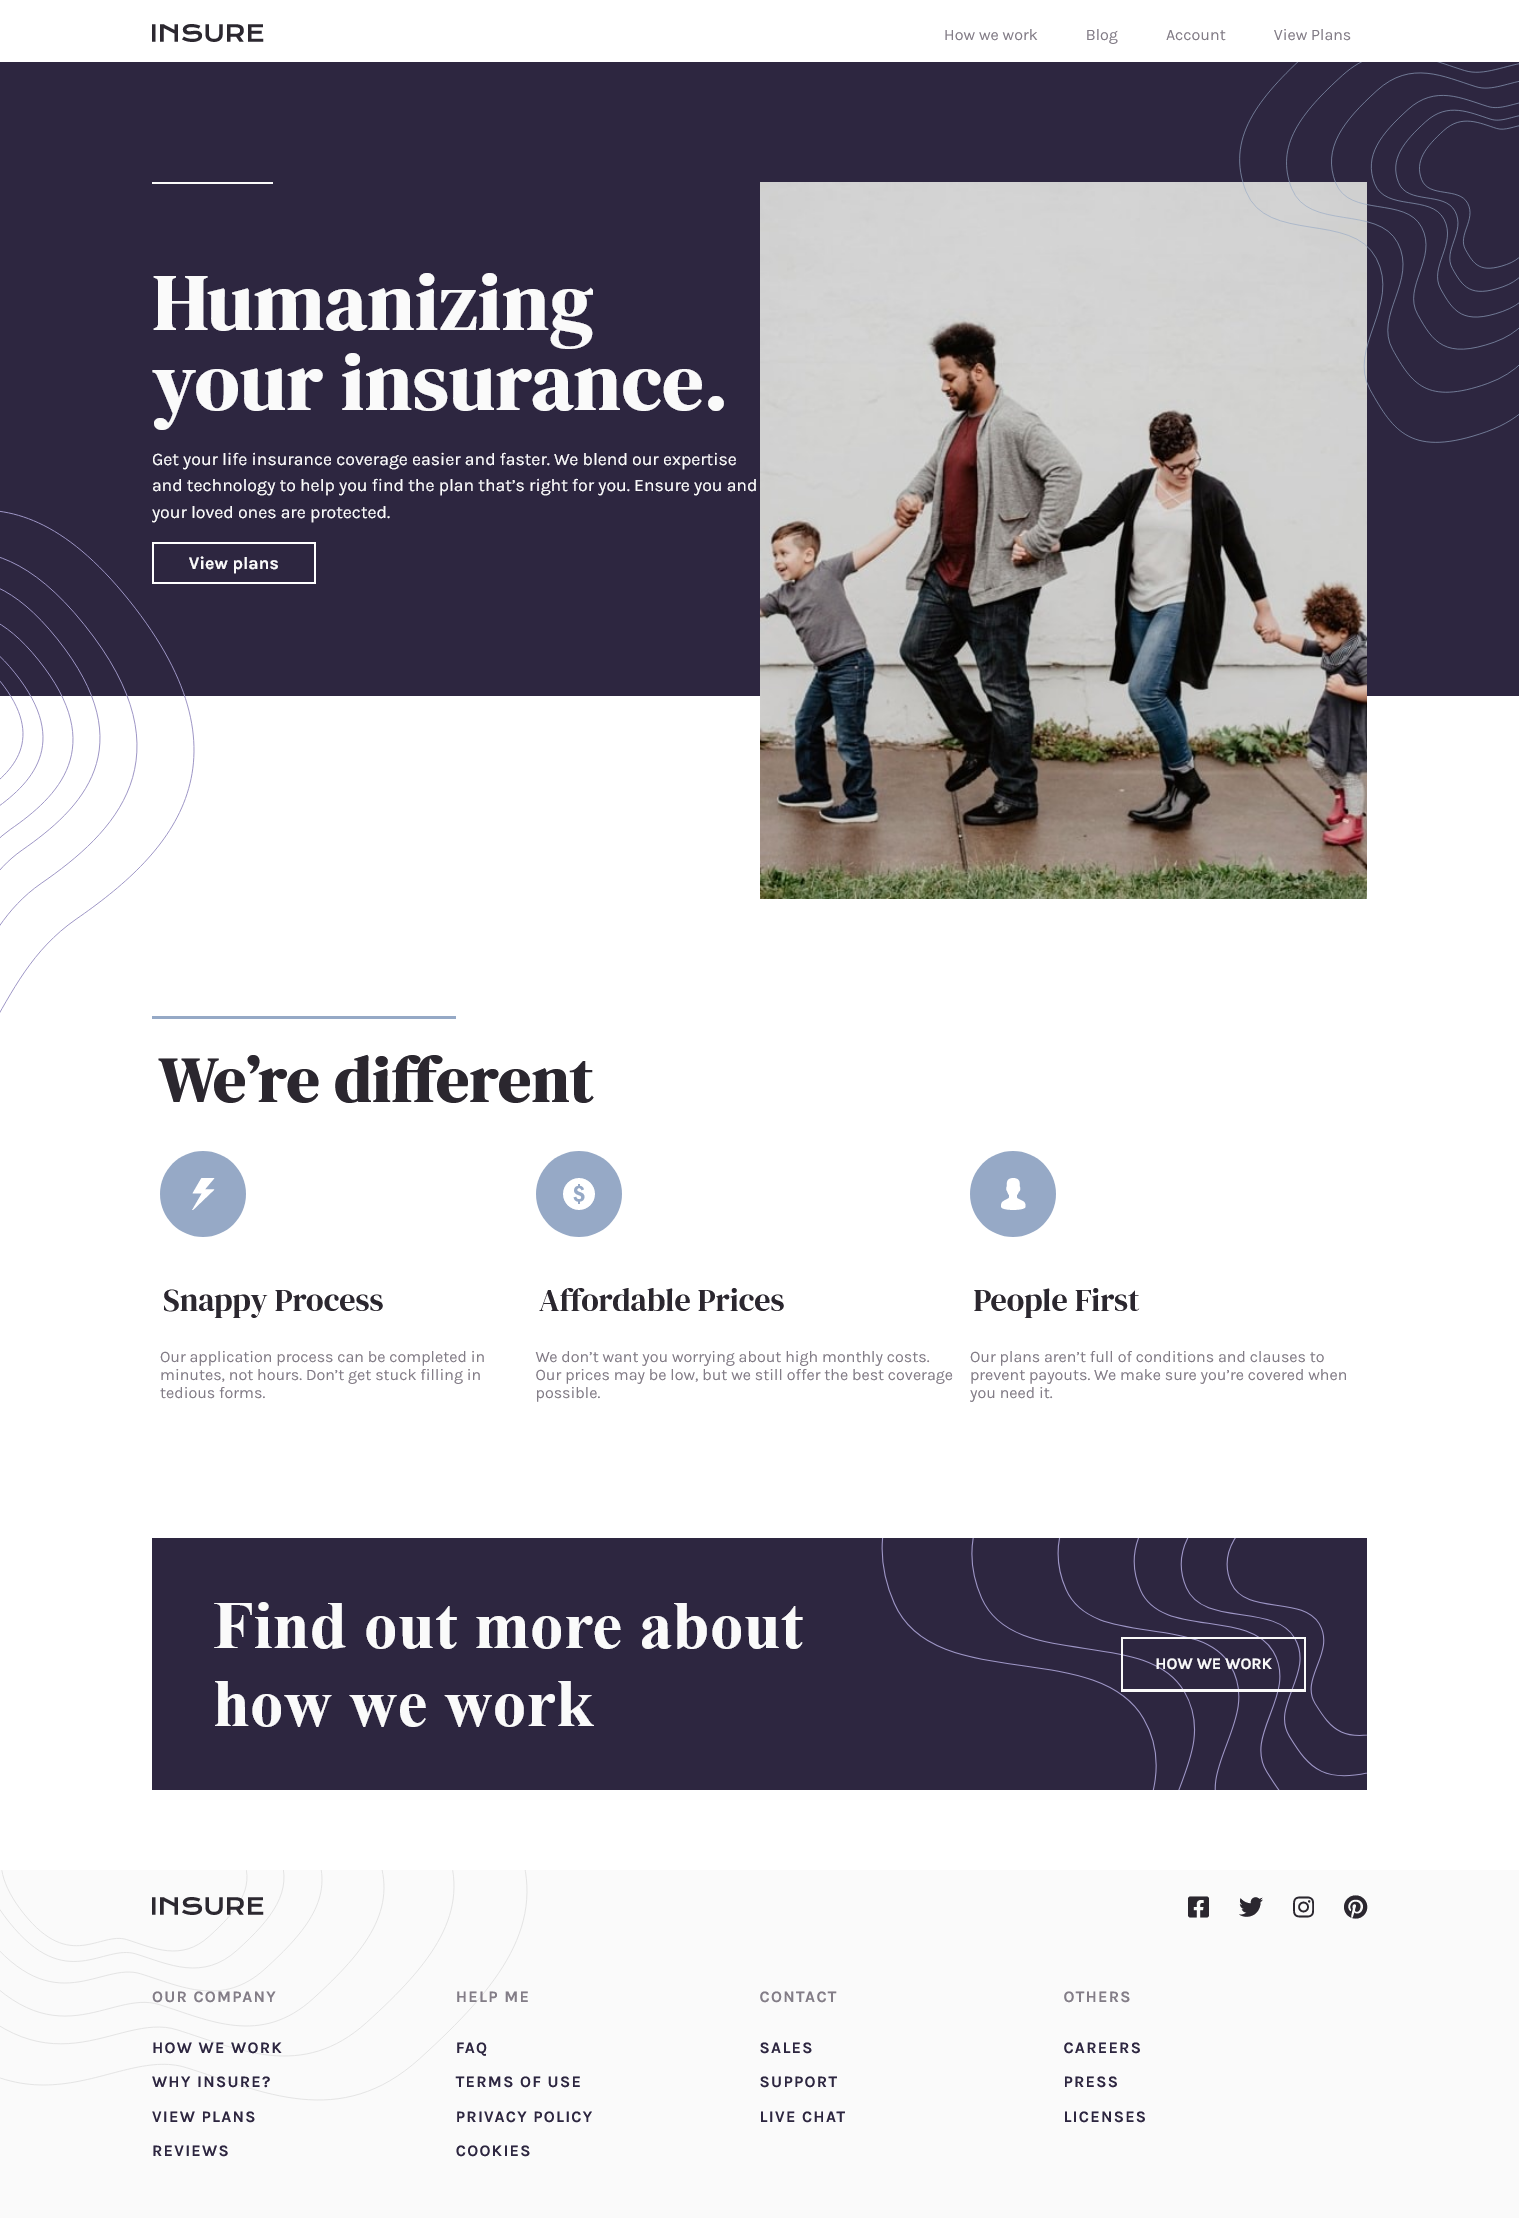 INSURE
How we work Blog Account View Plans
Humanizing
your insurance.
Get your life insurance coverage easier and faster. We blend our expertise
and technology to help you find the plan that’s right for you. Ensure you and
your loved ones are protected.
View plans
We’re different
$
Snappy Process
Our application process can be completed in
minutes, not hours. Don’t get stuck filling in
tedious forms.
Affordable Prices
We don’t want you worrying about high monthly costs.
Our prices may be low, but we still offer the best coverage
possible.
People First
Our plans aren’t full of conditions and clauses to
prevent payouts. We make sure you’re covered when
you need it.
Find out more about
how we work
HOW WE WORK
INSURE
OUR COMPANY
HOW WE WORK
WHY INSURE?
VIEW PLANS
REVIEWS
HELP ME
FAQ
TERMS OF USE
PRIVACY POLICY
COOKIES
CONTACT
SALES
SUPPORT
LIVE CHAT
OTHERS
CAREERS
PRESS
LICENSES